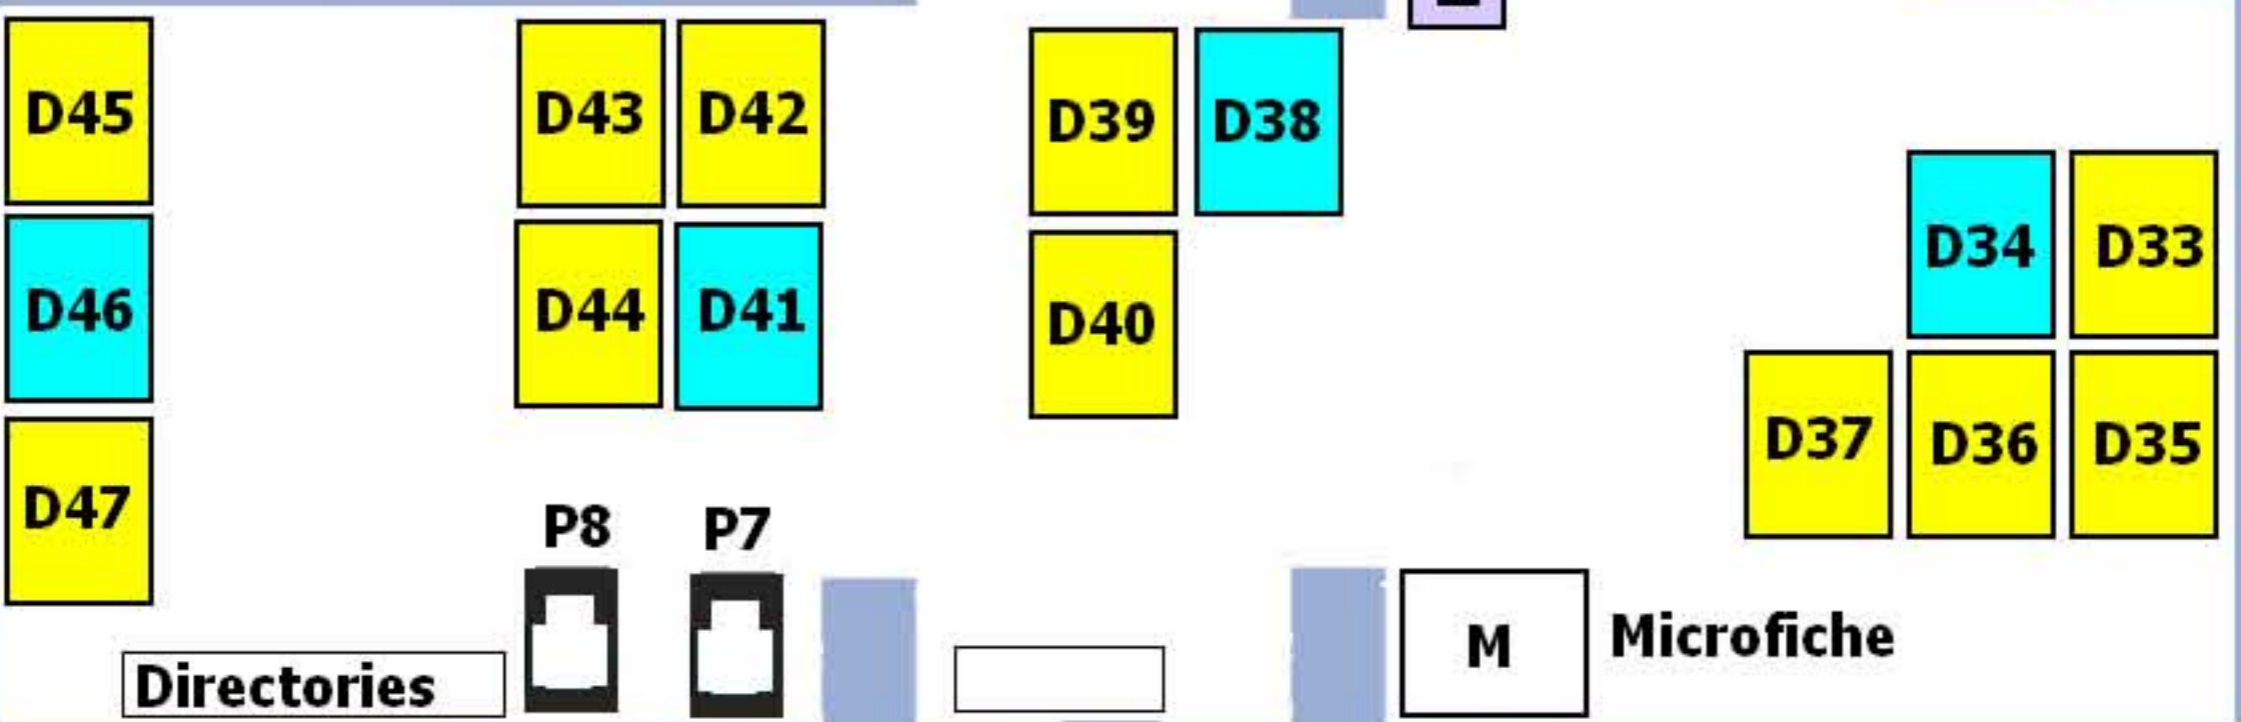 D45
D43 D42
D39 D38
D34 D33
D46
D44 D41
D40
D37 D36 D35
D47
P8 P7
Directories
M Microfiche